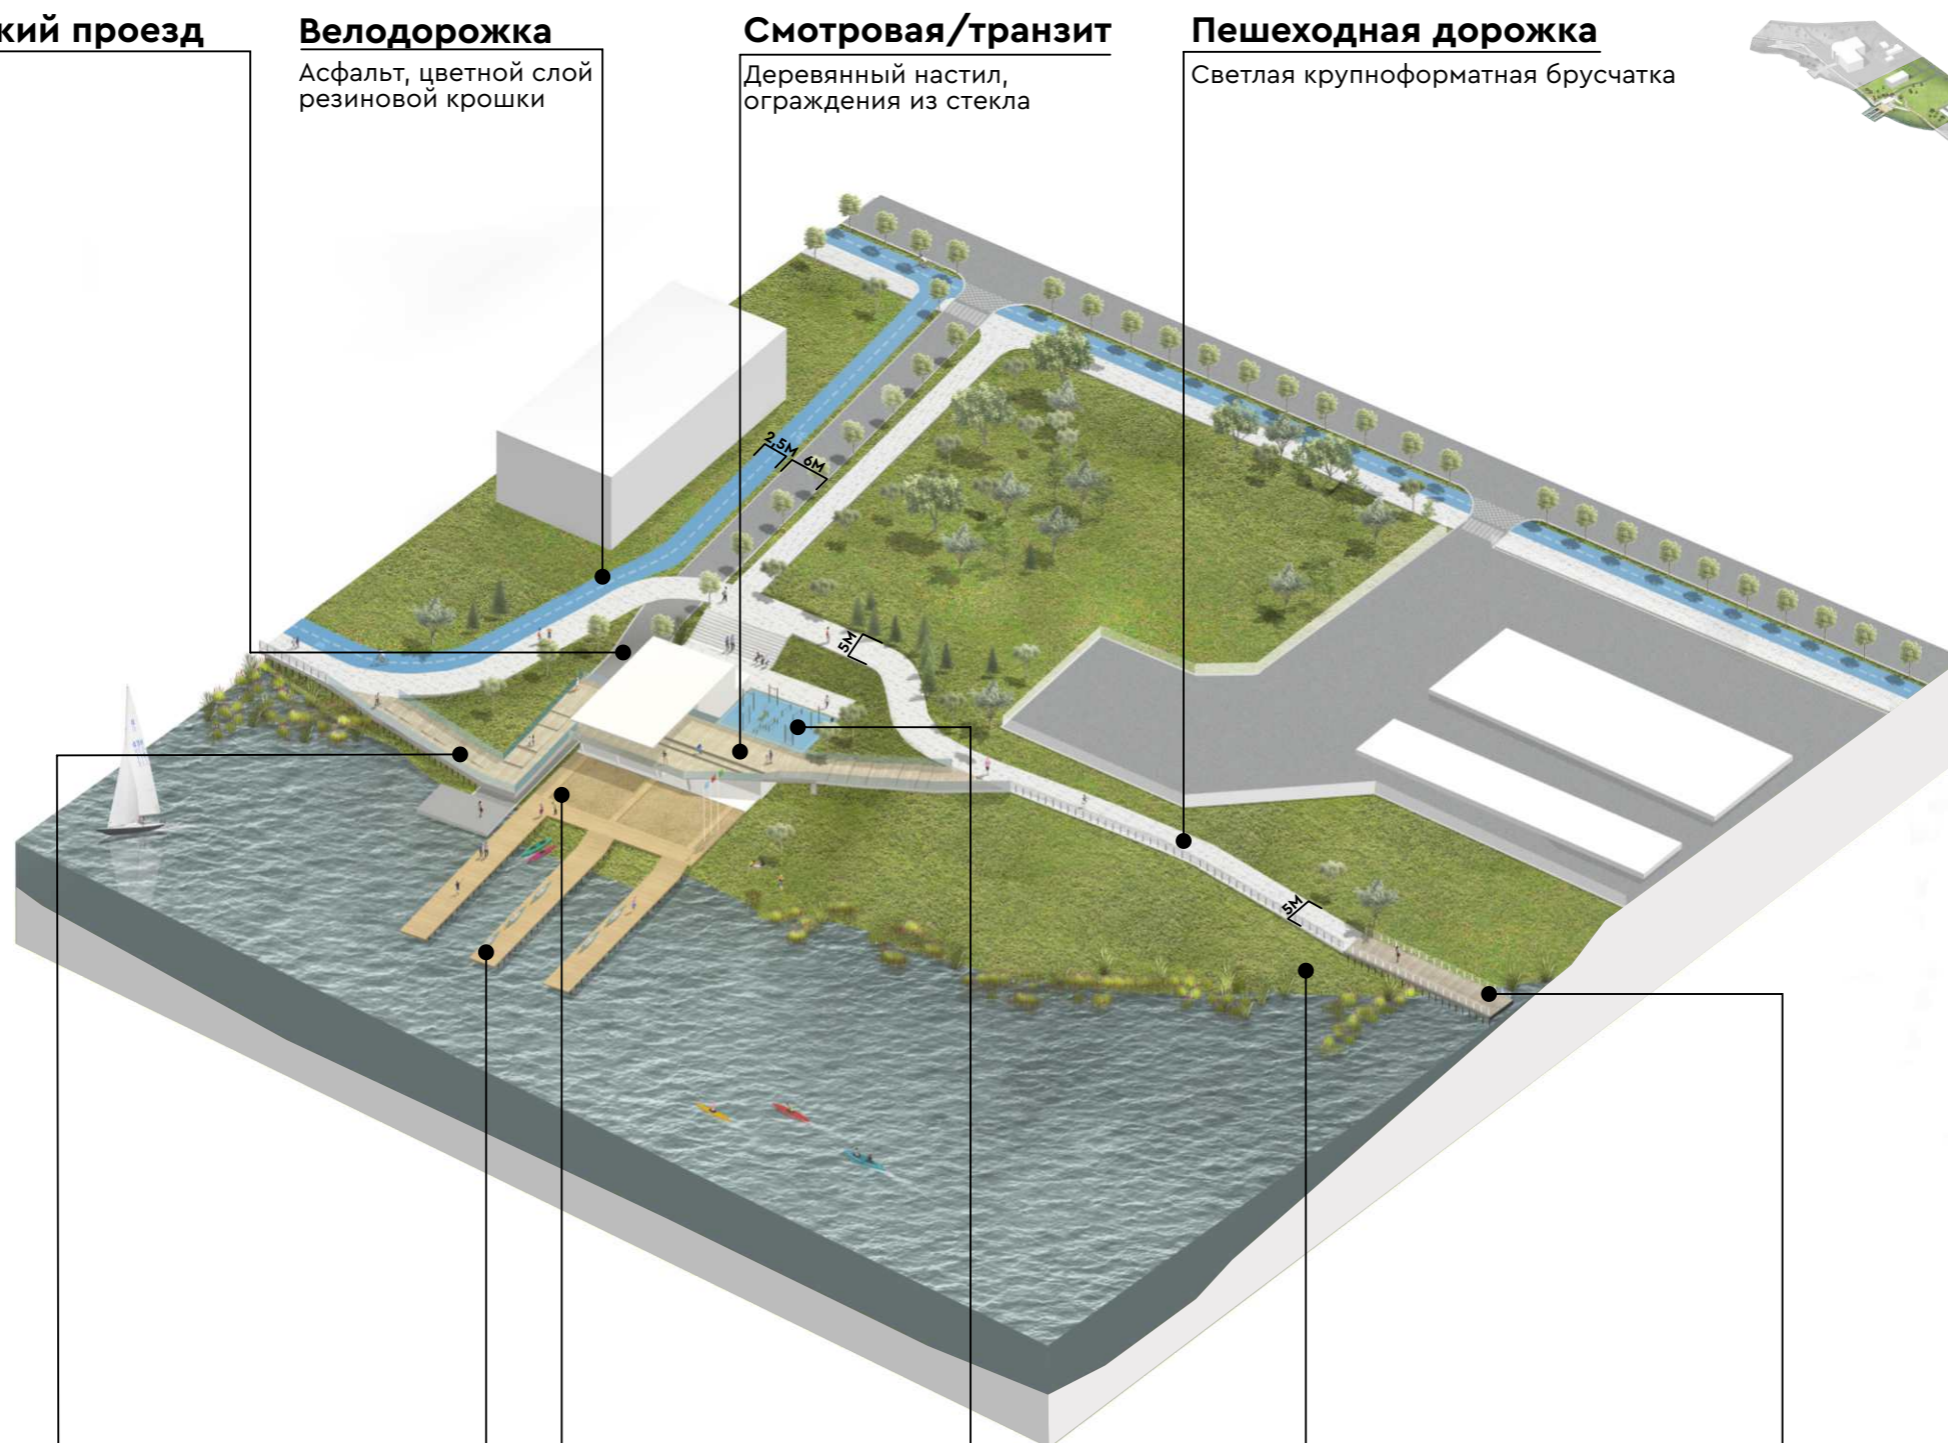 кий проезд
Велодорожка
Асфальт, цветной слой
резиновой крошки
Смотровая/транзит
Деревянный настил,
ограждения из стекла
Пешеходная дорожка
Светлая крупноформатная брусчатка
2,5М
6М
5М
5М